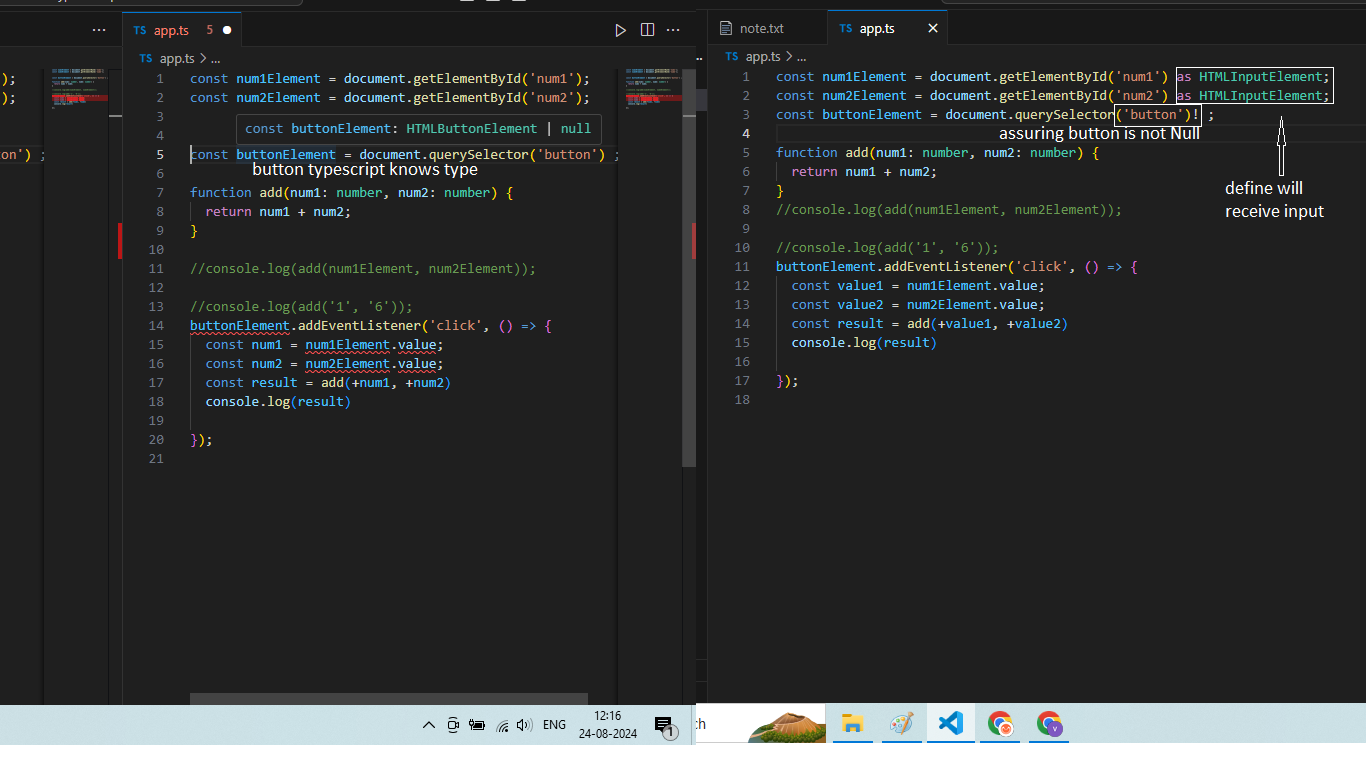 );
);
on') ;
TS app.ts 5
TS app.ts > ...
1 const num1Element = document.getElementById('num1');
2 const num2Element = document.getElementById('num2');
3
const buttonElement: HTMLButtonElement | null
4
5 const buttonElement = document.querySelector('button') ;
button typescript knows type
6
7 function add(num1: number, num2: number) {
8 return num1 + num2;
9 }
10
11 //console.log(add(num1Element, num2Element));
12
13 //console.log(add('1', '6'));
14 buttonElement.addEventListener('click', () => {
15 const num1 = num1Element.value;
16 const num2 = num2Element.value;
17 const result = add(+num1, +num2)
18 console.log(result)
19
20 });
21
12:16
ENG
24-08-2024
1
note.txt
TS app.ts
TS app.ts > ...
1 const num1Element = document.getElementById('num1') as HTMLInputElement;
2 const num2Element = document.getElementById('num2') as HTMLInputElement;
3 const buttonElement = document.querySelector('button')! ;
4 assuring button is not Null
5 function add(num1: number, num2: number) {
6 return num1 + num2;
define will
receive input
7 }
8 //console.log(add(num1Element, num2Element));
9
10 //console.log(add('1', '6'));
11 buttonElement.addEventListener('click', () => {
12 const value1 = num1Element.value;
13 const value2 = num2Element.value;
14 const result = add(+value1, +value2)
15 console.log(result)
16
17 });
18
ch